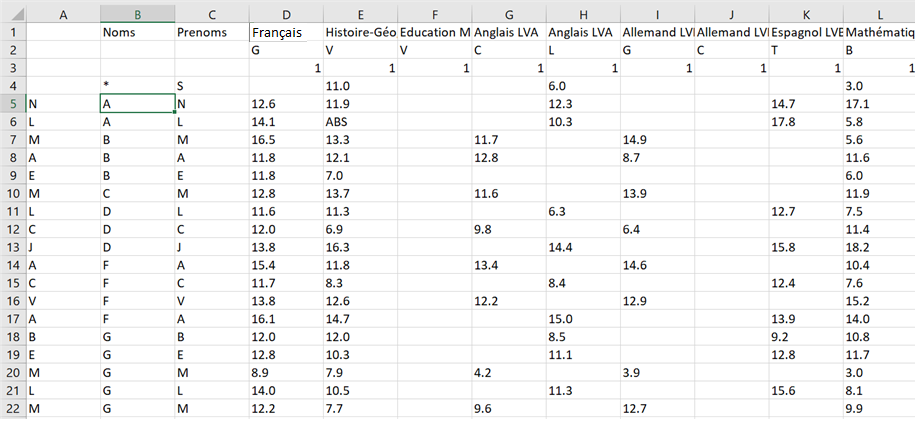 A B C D E F G H I J K L
1 Noms Prenoms Français Histoire-Géo Education M Anglais LVA Anglais LVA Allemand LVI Allemand LVI Espagnol LVE Mathématiq
2 G V V C L G C T B
3 1 1 1 1 1 1 1 1 1
4 * S 11.0 6.0 3.0
5 N A N 12.6 11.9 12.3 14.7 17.1
6 L A L 14.1 ABS 10.3 17.8 5.8
7 M B M 16.5 13.3 11.7 14.9 5.6
8 A B A 11.8 12.1 12.8 8.7 11.6
9 E B E 11.8 7.0 6.0
10 M C M 12.8 13.7 11.6 13.9 11.9
11 L D L 11.6 11.3 6.3 12.7 7.5
12 C D C 12.0 6.9 9.8 6.4 11.4
13 J D J 13.8 16.3 14.4 15.8 18.2
14 A F A 15.4 11.8 13.4 14.6 10.4
15 C F C 11.7 8.3 8.4 12.4 7.6
16 V F V 13.8 12.6 12.2 12.9 15.2
17 A F A 16.1 14.7 15.0 13.9 14.0
18 B G B 12.0 12.0 8.5 9.2 10.8
19 E G E 12.8 10.3 11.1 12.8 11.7
20 M G M 8.9 7.9 4.2 3.9 3.0
21 L G L 14.0 10.5 11.3 15.6 8.1
22 M G M 12.2 7.7 9.6 12.7 9.9